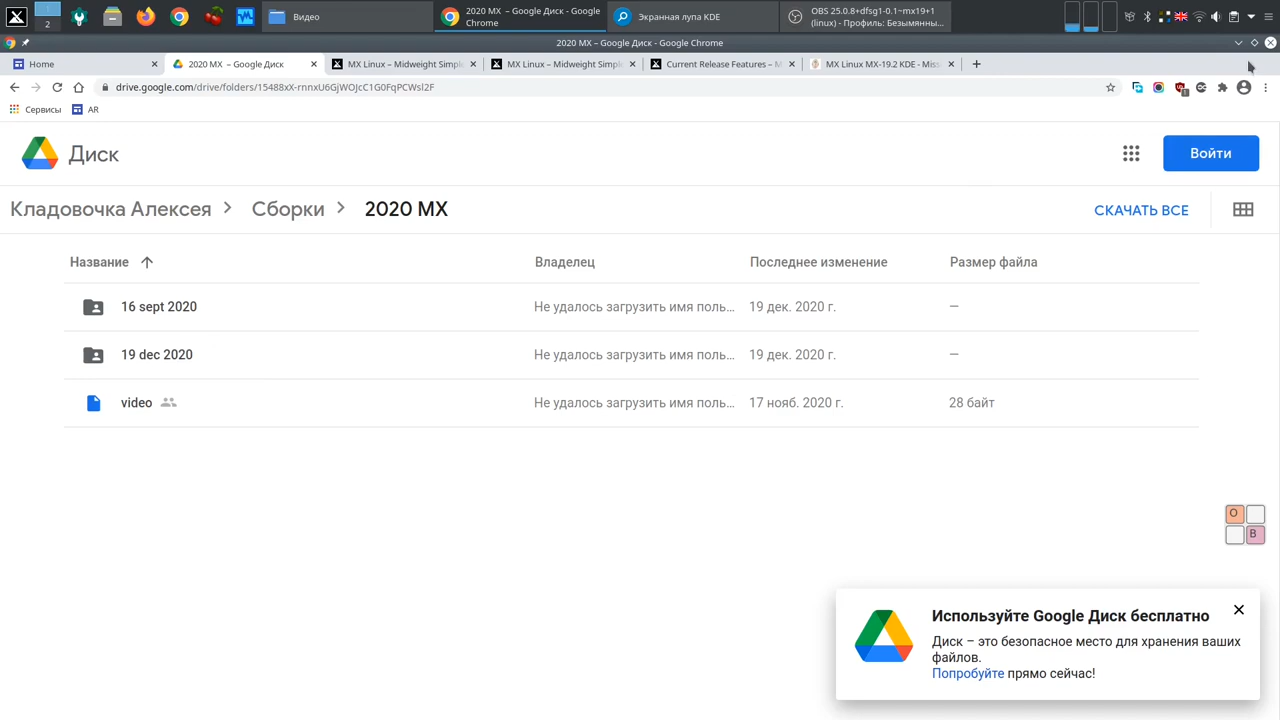 1
2
Видео
2020 MX – Google Диск - Google Chrome
Экранная лупа KDE
OBS 25.0.8+dfsg1-0.1~mx19+1 (linux) - Профиль: Безымянны...
2020 MX – Google Диск - Google Chrome
Home
2020 MX – Google Диск
MX Linux – Midweight Simple
MX Linux – Midweight Simple
Current Release Features – M
MX Linux MX-19.2 KDE - Miss
drive.google.com/drive/folders/15488xX-rnnxU6GjWOJcC1G0FqPCWsl2F
Сервисы
AR
Диск
Войти
Кладовочка Алексея
Сборки
2020 MX
СКАЧАТЬ ВСЕ
Название
Владелец
Последнее изменение
Размер файла
16 sept 2020
Не удалось загрузить имя поль...
19 дек. 2020 г.
—
19 dec 2020
Не удалось загрузить имя поль...
19 дек. 2020 г.
—
video
Не удалось загрузить имя поль...
17 нояб. 2020 г.
28 байт
O
B
Используйте Google Диск бесплатно
Диск – это безопасное место для хранения ваших
файлов.
Попробуйте прямо сейчас!